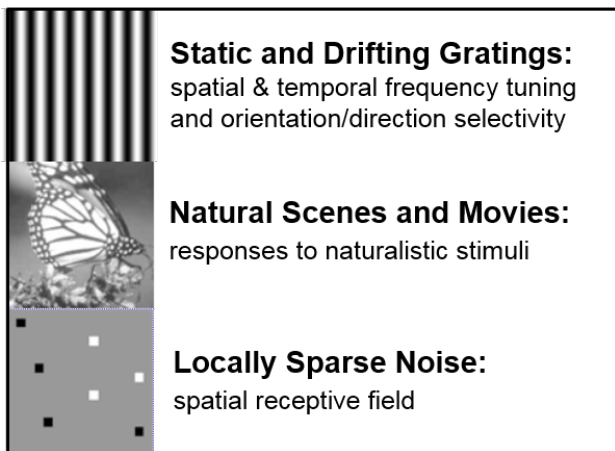 Static and Drifting Gratings:
spatial & temporal frequency tuning
and orientation/direction selectivity
Natural Scenes and Movies:
responses to naturalistic stimuli
Locally Sparse Noise:
spatial receptive field